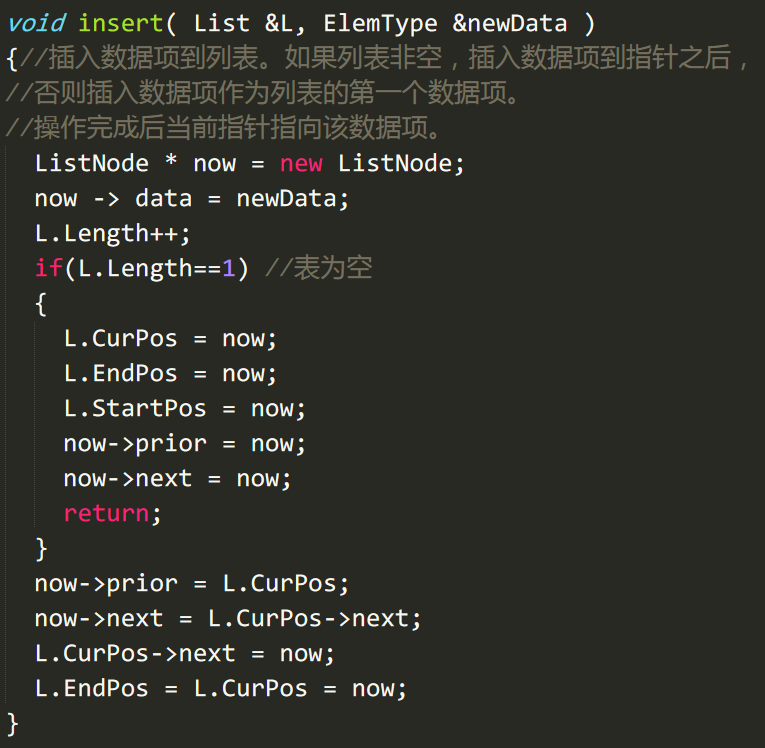 void insert( List &L, ElemType &newData )
{//插入数据项到列表。如果列表非空，插入数据项到指针之后，
//否则插入数据项作为列表的第一个数据项。
//操作完成后当前指针指向该数据项。
ListNode * now = new ListNode;
now -> data = newData;
L.Length++;
if(L.Length==1) //表为空
{
L.CurPos = now;
L.EndPos = now;
L.StartPos = now;
now->prior = now;
now->next = now;
return;
}
now->prior = L.CurPos;
now->next = L.CurPos->next;
L.CurPos->next = now;
L.EndPos = L.CurPos = now;
}